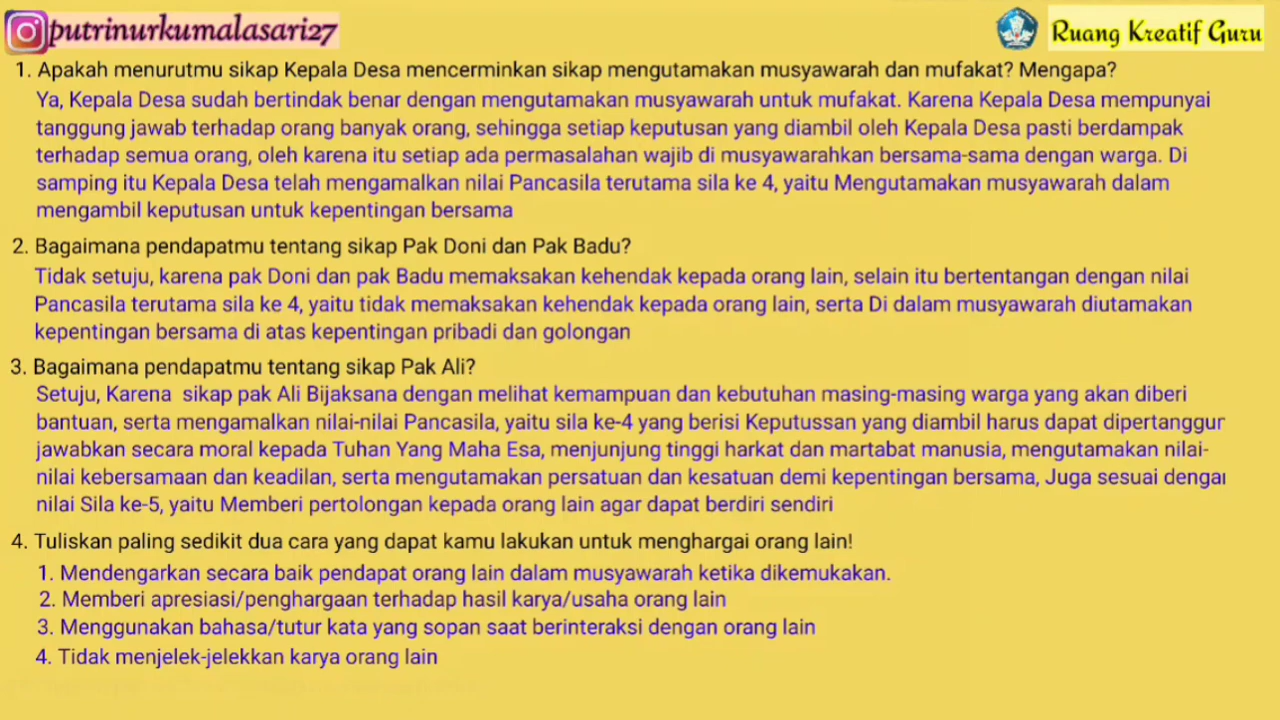 putrinurkumalasari27
Ruang Kreatif Guru
1. Apakah menurutmu sikap Kepala Desa mencerminkan sikap mengutamakan musyawarah dan mufakat? Mengapa?
Ya, Kepala Desa sudah bertindak benar dengan mengutamakan musyawarah untuk mufakat. Karena Kepala Desa mempunyai
tanggung jawab terhadap orang banyak orang, sehingga setiap keputusan yang diambil oleh Kepala Desa pasti berdampak
terhadap semua orang, oleh karena itu setiap ada permasalahan wajib di musyawarahkan bersama-sama dengan warga. Di
samping itu Kepala Desa telah mengamalkan nilai Pancasila terutama sila ke 4, yaitu Mengutamakan musyawarah dalam
mengambil keputusan untuk kepentingan bersama
2. Bagaimana pendapatmu tentang sikap Pak Doni dan Pak Badu?
Tidak setuju, karena pak Doni dan pak Badu memaksakan kehendak kepada orang lain, selain itu bertentangan dengan nilai
Pancasila terutama sila ke 4, yaitu tidak memaksakan kehendak kepada orang lain, serta Di dalam musyawarah diutamakan
kepentingan bersama di atas kepentingan pribadi dan golongan
3. Bagaimana pendapatmu tentang sikap Pak Ali?
Setuju, Karena sikap pak Ali Bijaksana dengan melihat kemampuan dan kebutuhan masing-masing warga yang akan diberi
bantuan, serta mengamalkan nilai-nilai Pancasila, yaitu sila ke-4 yang berisi Keputussan yang diambil harus dapat dipertanggur
jawabkan secara moral kepada Tuhan Yang Maha Esa, menjunjung tinggi harkat dan martabat manusia, mengutamakan nilai-
nilai kebersamaan dan keadilan, serta mengutamakan persatuan dan kesatuan demi kepentingan bersama, Juga sesuai dengan
nilai Sila ke-5, yaitu Memberi pertolongan kepada orang lain agar dapat berdiri sendiri
4. Tuliskan paling sedikit dua cara yang dapat kamu lakukan untuk menghargai orang lain!
1. Mendengarkan secara baik pendapat orang lain dalam musyawarah ketika dikemukakan.
2. Memberi apresiasi/penghargaan terhadap hasil karya/usaha orang lain
3. Menggunakan bahasa/tutur kata yang sopan saat berinteraksi dengan orang lain
4. Tidak menjelek-jelekkan karya orang lain